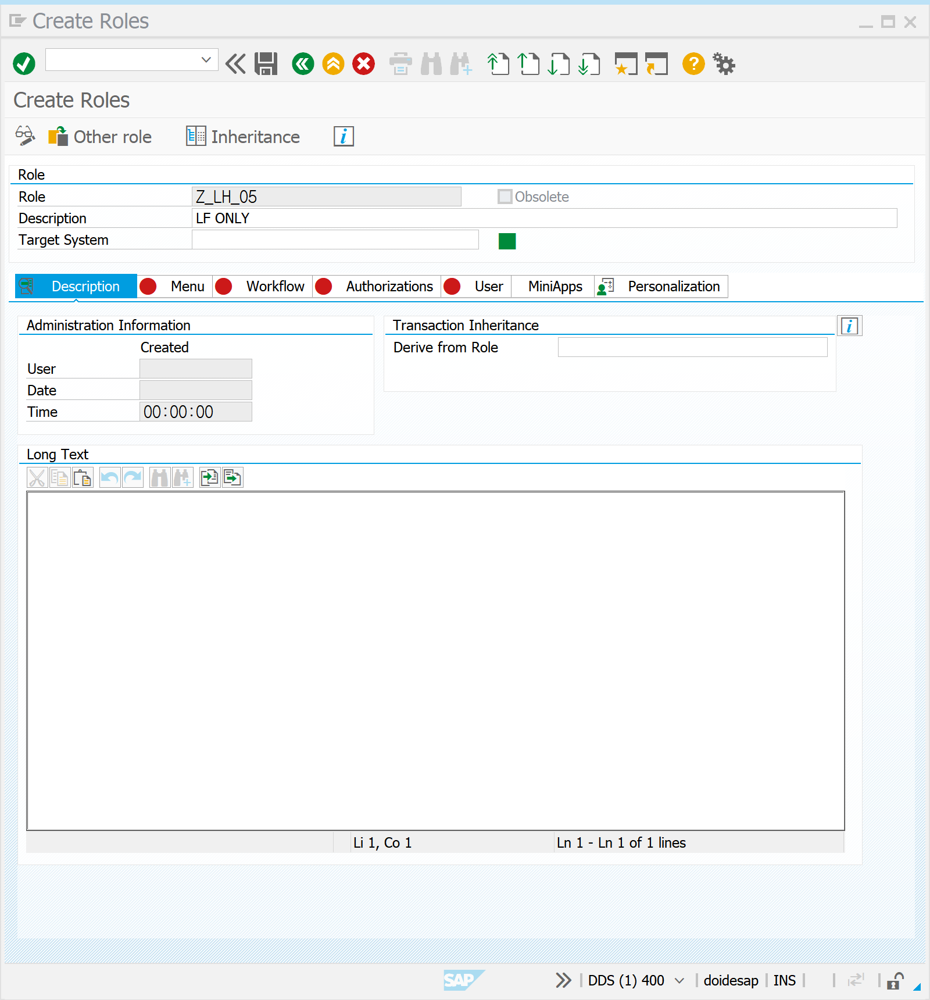 Create Roles
Create Roles
Other role Inheritance
Role
Role Z_LH_05 Obsolete
Description LF ONLY
Target System
Description Menu Workflow Authorizations User MiniApps Personalization
Administration Information
Created
User
Date
Time 00:00:00
Transaction Inheritance
Derive from Role
Long Text
Li 1, Co 1 Ln 1 - Ln 1 of 1 lines
SAP DDS (1) 400 doidesap INS